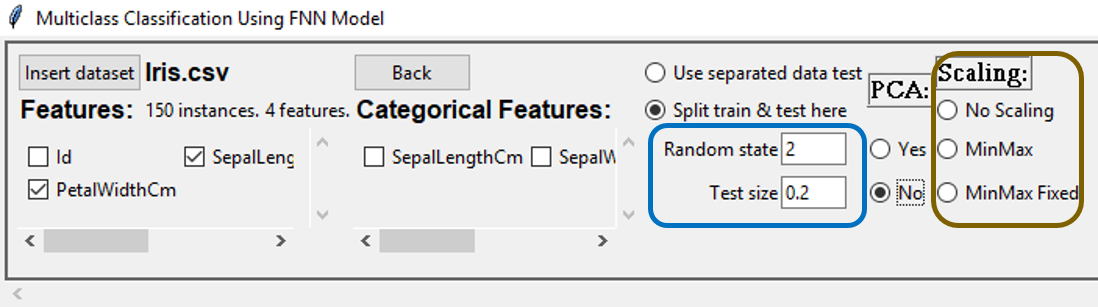 Multiclass Classification Using FNN Model
Insert dataset Iris.csv Back Use separated data test Scaling:
Features: 150 instances. 4 features. Categorical Features: Split train & test here PCA: No Scaling
Id SepalLeng SepalLengthCm SepalW Random state 2 Yes MinMax
PetalWidthCm Test size 0.2 No MinMax Fixed